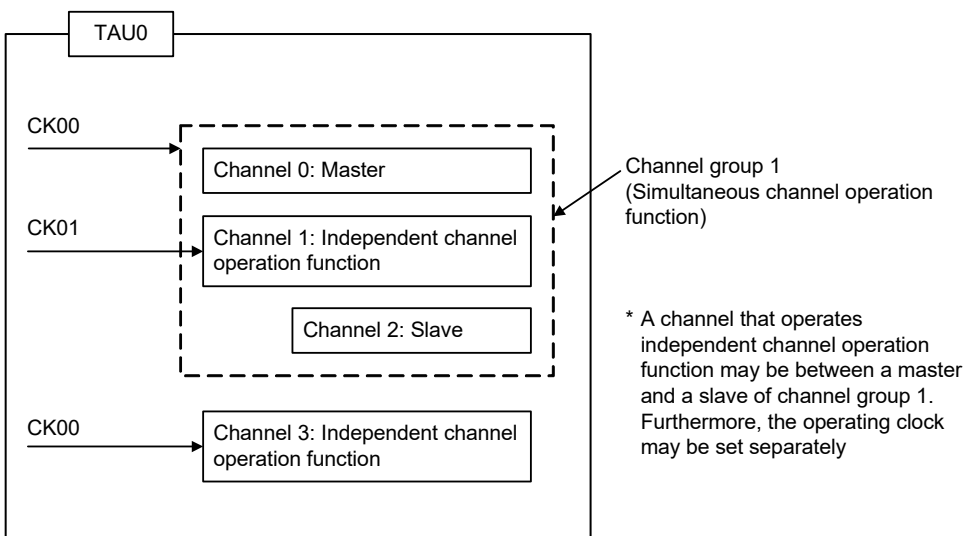 TAU0
CK00
Channel 0: Master
CK01
Channel 1: Independent channel
operation function
Channel 2: Slave
CK00
Channel 3: Independent channel
operation function
Channel group 1
(Simultaneous channel operation
function)
* A channel that operates
independent channel operation
function may be between a master
and a slave of channel group 1.
Furthermore, the operating clock
may be set separately